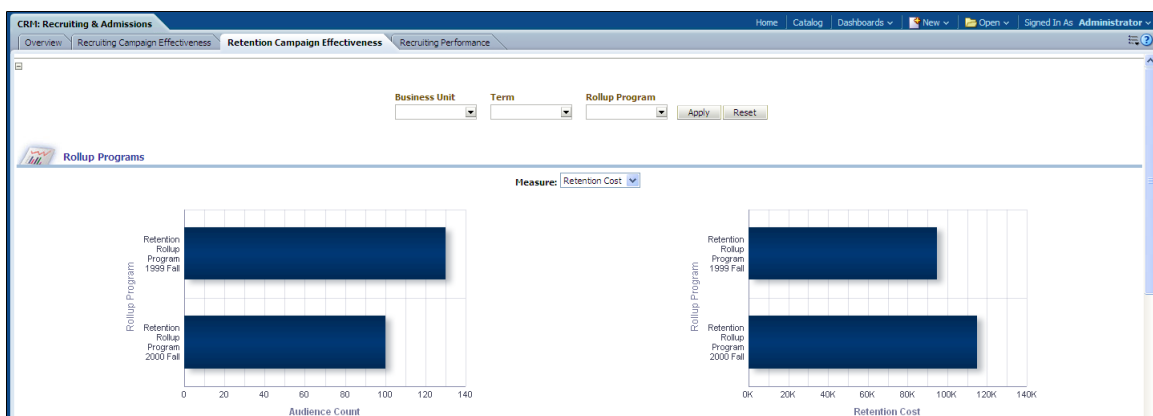 CRM: Recruiting & Admissions
Home Catalog Dashboards New Open Signed In As Administrator
Overview Recruiting Campaign Effectiveness Retention Campaign Effectiveness Recruiting Performance
Business Unit Term Rollup Program
Apply Reset
Rollup Programs
Measure: Retention Cost
Rollup Program
Retention
Rollup
Program
1999 Fall
Retention
Rollup
Program
2000 Fall
0 20 40 60 80 100 120 140
Audience Count
Rollup Program
Retention
Rollup
Program
1999 Fall
Retention
Rollup
Program
2000 Fall
0K 20K 40K 60K 80K 100K 120K 140K
Retention Cost